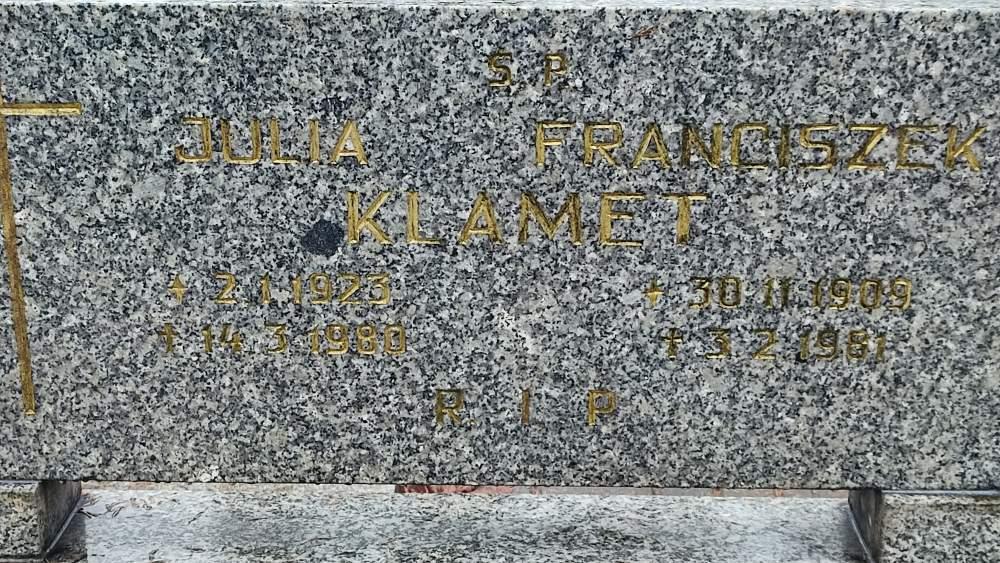 Ś.P.
JULIA FRANCISZEK
KLAMET
* 2.1.1923 * 30.11.1909
† 14.3.1980 † 3.2.1981
R. I P